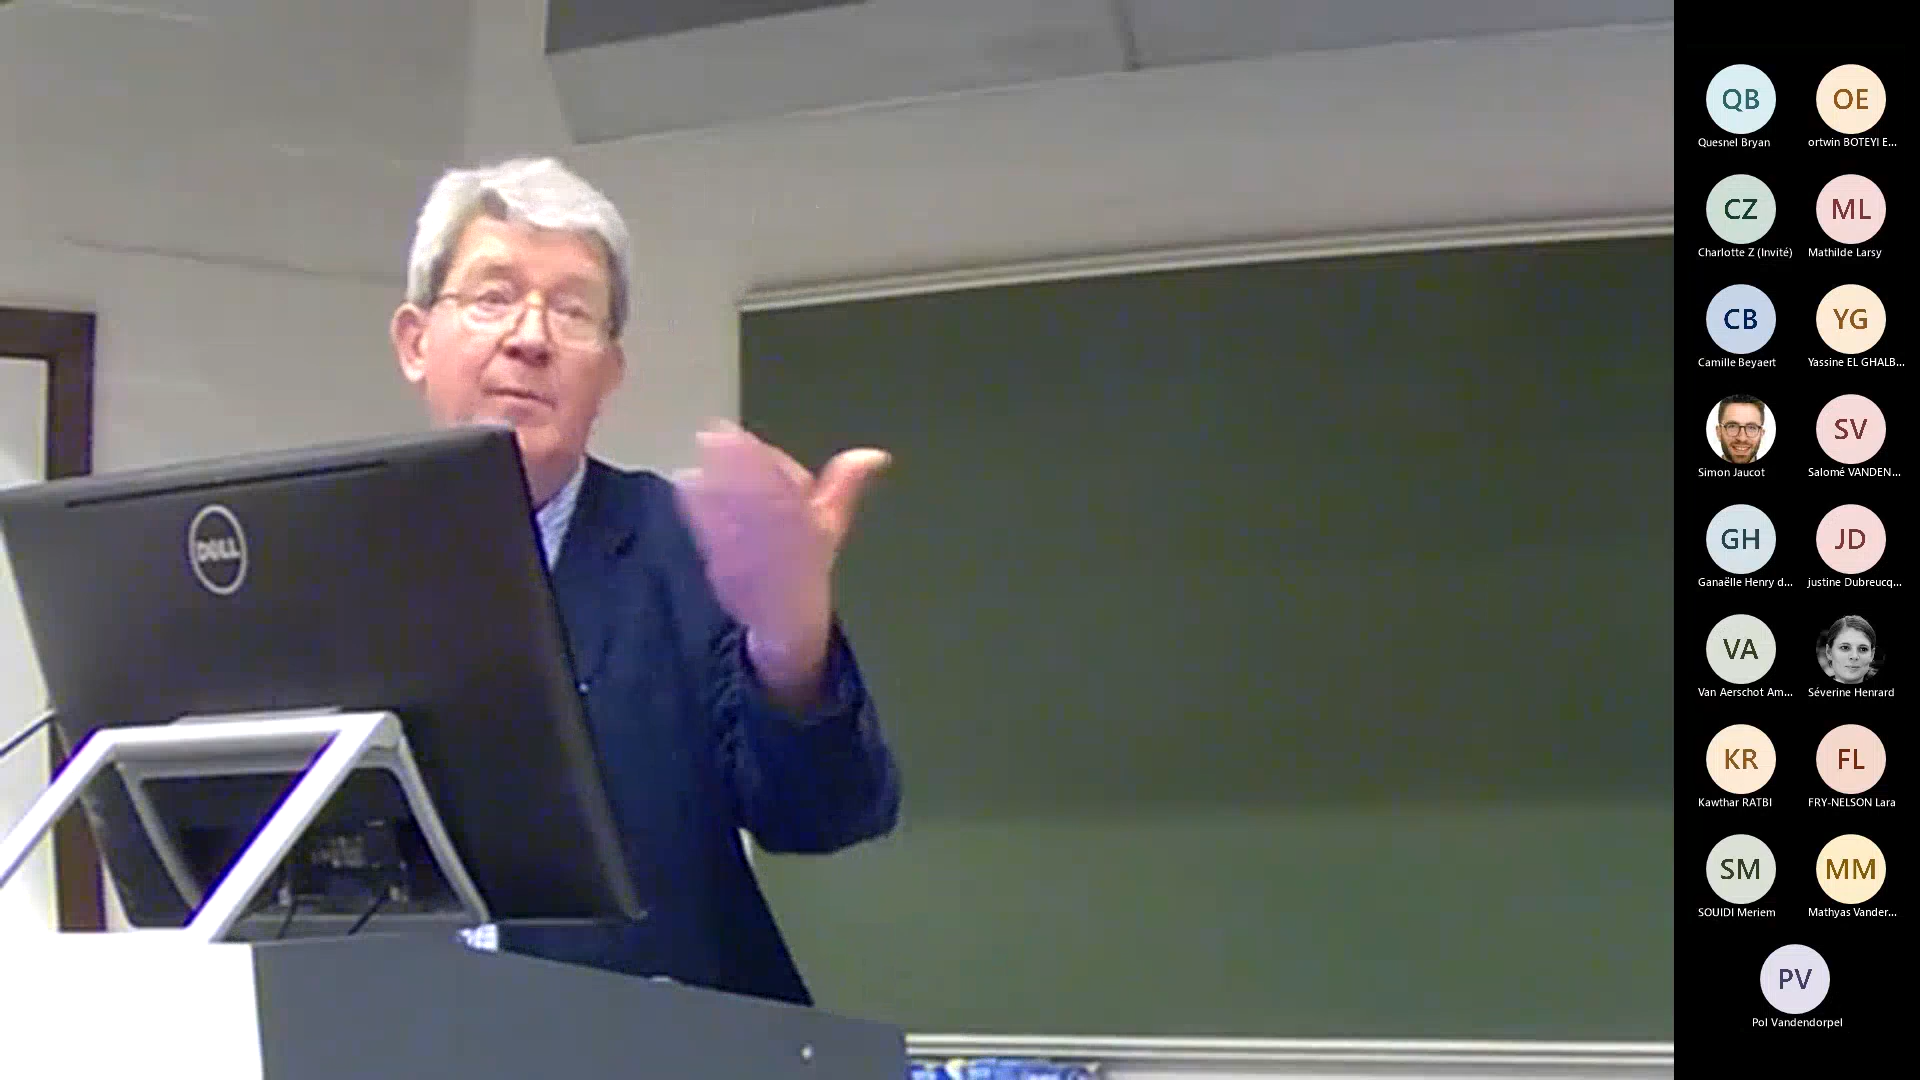 DELL
QB
OE
Quesnel Bryan
ortwin BOTEYI E...
CZ
ML
Charlotte Z (Invité)
Mathilde Larsy
CB
YG
Camille Beyaert
Yassine EL GHALB...
SV
Simon Jaucot
Salomé VANDEN...
GH
JD
Ganaëlle Henry d...
justine Dubreucq...
VA
Van Aerschot Am...
Séverine Henrard
KR
FL
Kawthar RATBI
FRY-NELSON Lara
SM
MM
SOUIDI Meriem
Mathyas Vander...
PV
Pol Vandendorpel